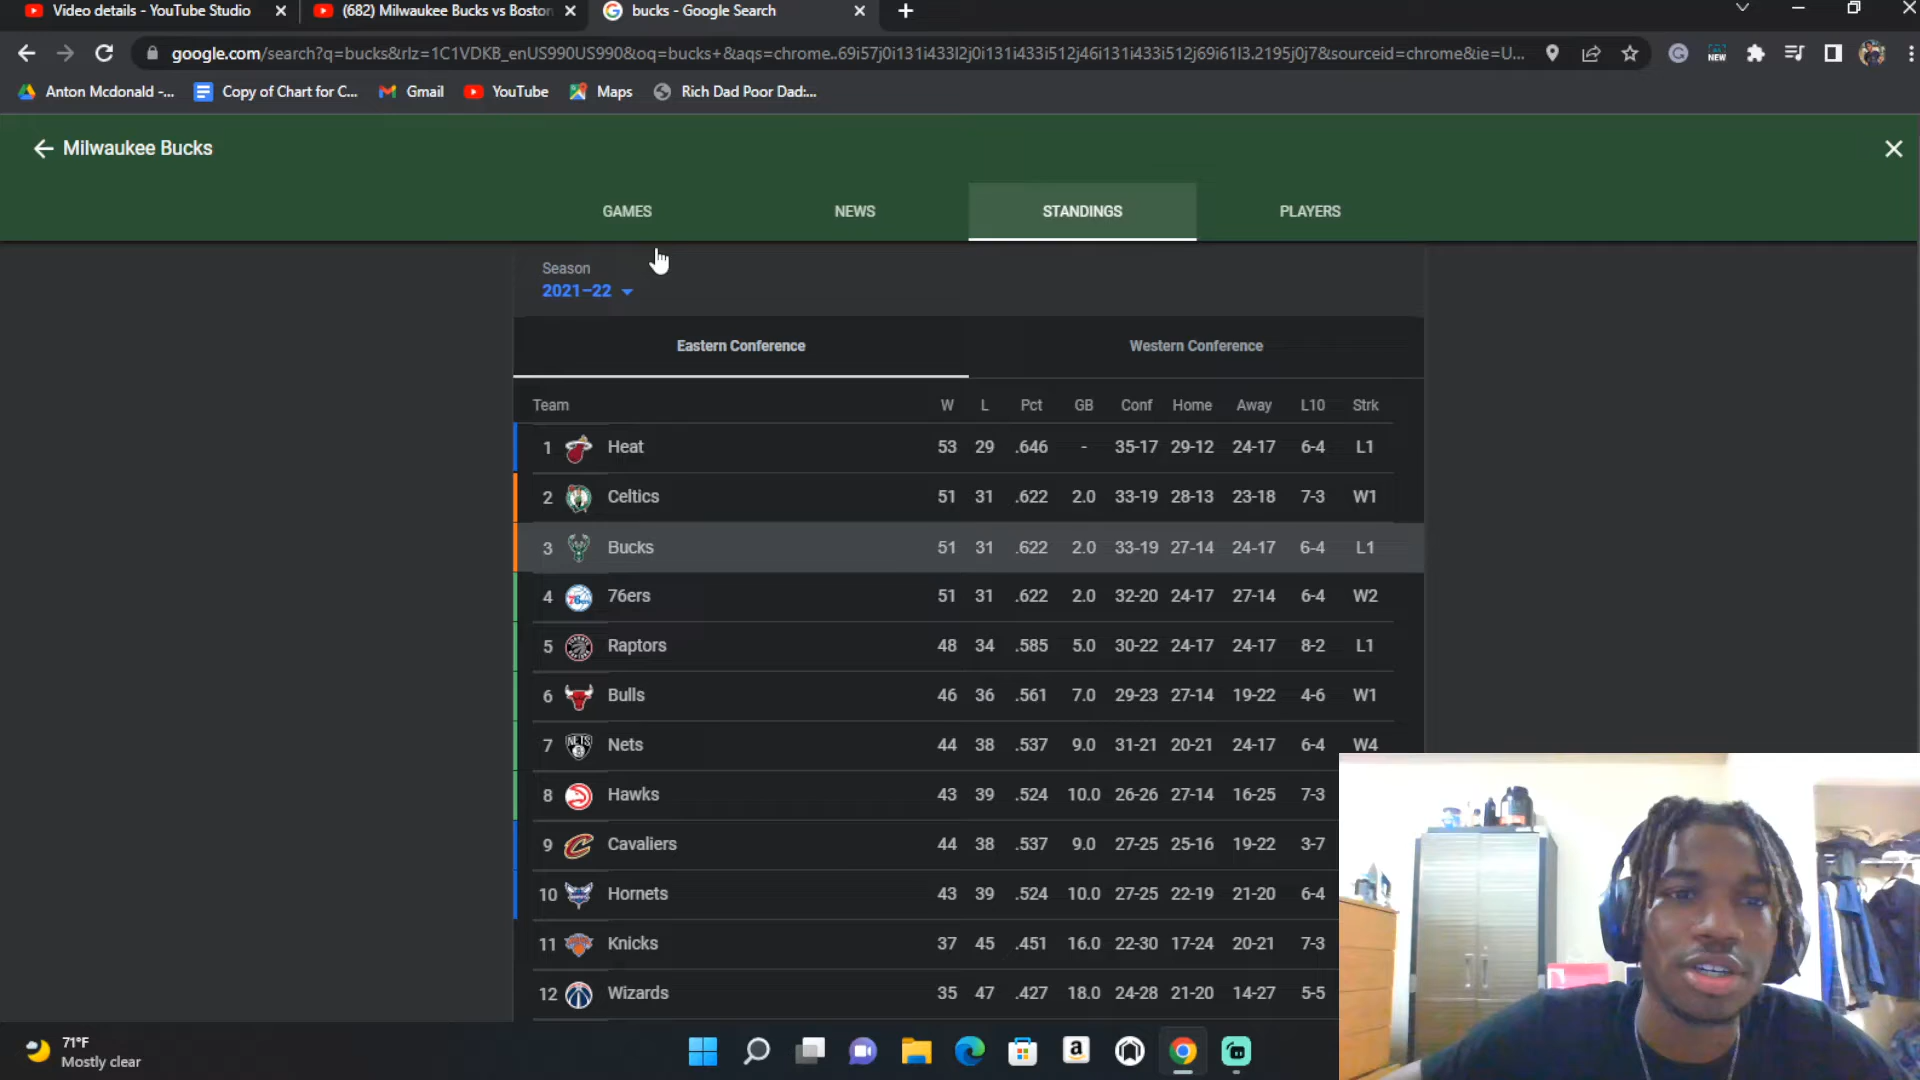 Video details - YouTube Studio
(682) Milwaukee Bucks vs Boston
bucks - Google Search
google.com/search?q=bucks&rlz=1C1VDKB_enUS990US990&oq=bucks+&aqs=chrome..69i57j0i131i433l2j0i131i433i512j46i131i433i512j69i61l3.2195j0j7&sourceid=chrome&ie=U...
NEW
Anton Mcdonald -...
Copy of Chart for C...
Gmail
YouTube
Maps
Rich Dad Poor Dad:...
Milwaukee Bucks
GAMES NEWS STANDINGS PLAYERS
Season
2021–22
Eastern Conference Western Conference
Team W L Pct GB Conf Home Away L10 Strk
1 Heat 53 29 .646 - 35-17 29-12 24-17 6-4 L1
2 Celtics 51 31 .622 2.0 33-19 28-13 23-18 7-3 W1
3 Bucks 51 31 .622 2.0 33-19 27-14 24-17 6-4 L1
4 76ers 51 31 .622 2.0 32-20 24-17 27-14 6-4 W2
5 Raptors 48 34 .585 5.0 30-22 24-17 24-17 8-2 L1
6 Bulls 46 36 .561 7.0 29-23 27-14 19-22 4-6 W1
7 Nets 44 38 .537 9.0 31-21 20-21 24-17 6-4 W4
8 Hawks 43 39 .524 10.0 26-26 27-14 16-25 7-3
9 Cavaliers 44 38 .537 9.0 27-25 25-16 19-22 3-7
10 Hornets 43 39 .524 10.0 27-25 22-19 21-20 6-4
11 Knicks 37 45 .451 16.0 22-30 17-24 20-21 7-3
12 Wizards 35 47 .427 18.0 24-28 21-20 14-27 5-5
71°F
Mostly clear